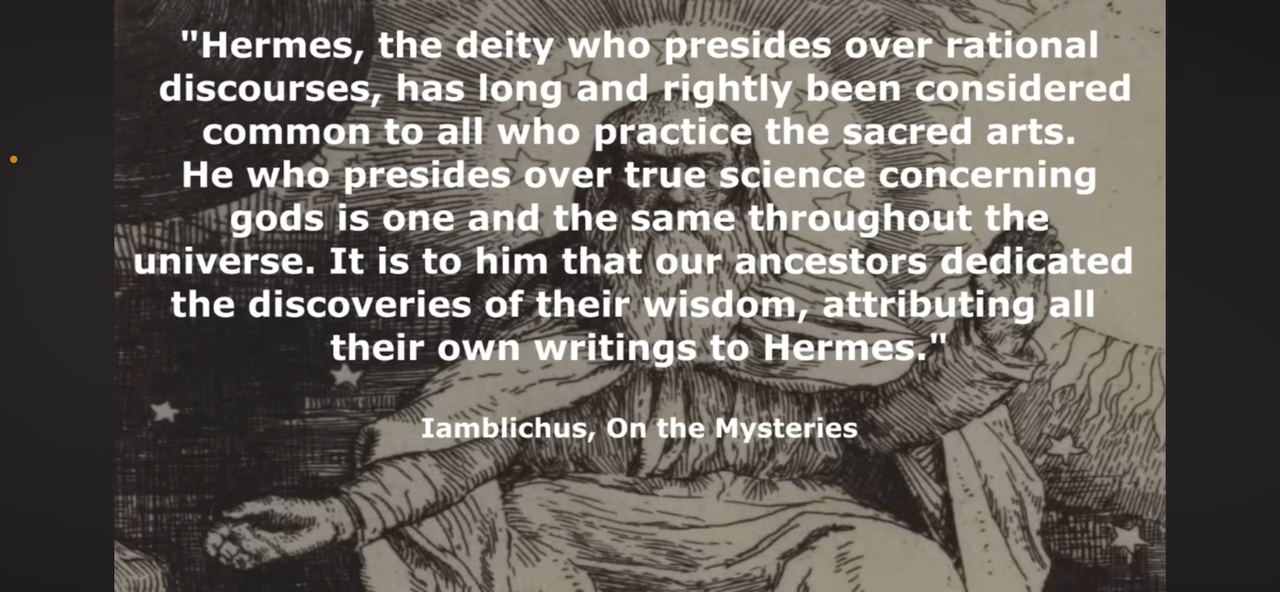 "Hermes, the deity who presides over rational
discourses, has long and rightly been considered
common to all who practice the sacred arts.
He who presides over true science concerning
gods is one and the same throughout the
universe. It is to him that our ancestors dedicated
the discoveries of their wisdom, attributing all
their own writings to Hermes."
Iamblichus, On the Mysteries